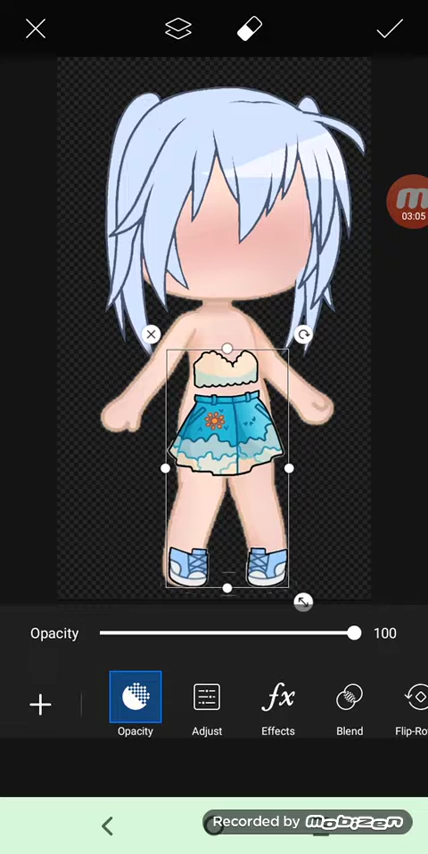 03:05
Opacity
100
Opacity
Adjust
fx
Effects
Blend
Flip-Ro
Recorded by mobizen